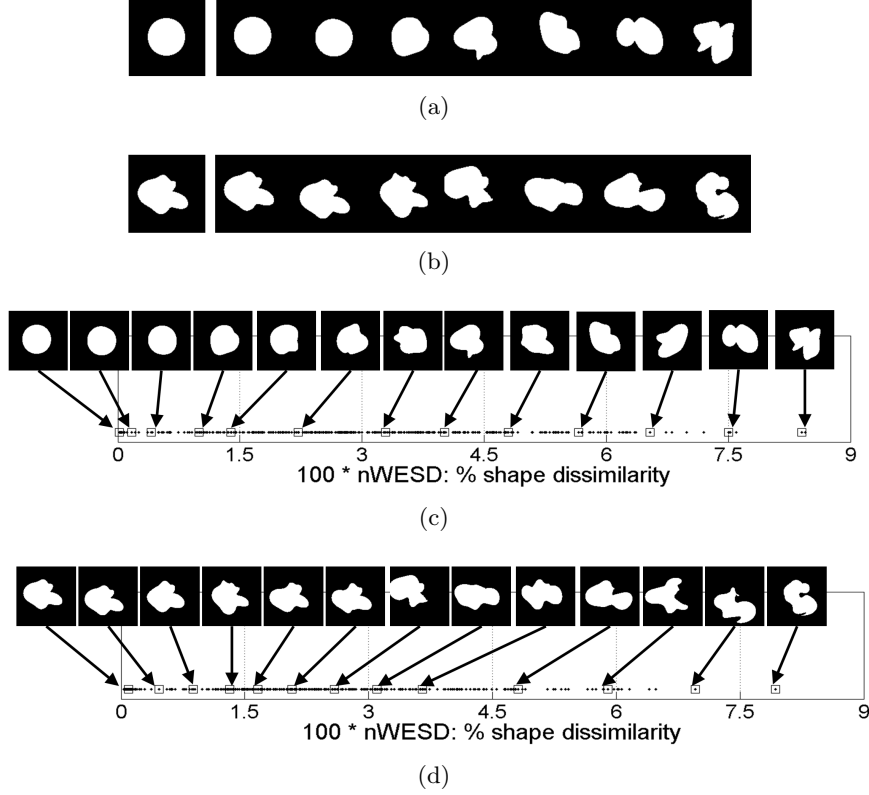 (a)
(b)
0 1.5 3 4.5 6 7.5 9
100 * nWESD: % shape dissimilarity
(c)
0 1.5 3 4.5 6 7.5 9
100 * nWESD: % shape dissimilarity
(d)